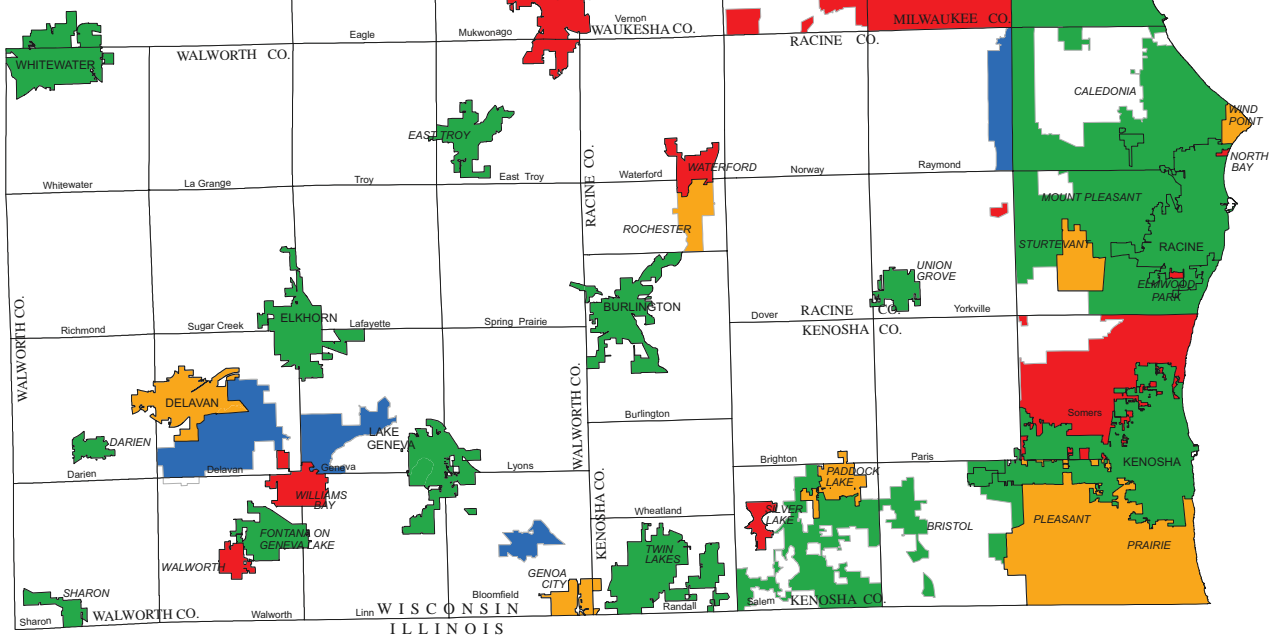 Vernon
WAUKESHA CO.
MILWAUKEE CO.
Eagle
Mukwonago
RACINE CO.
WALWORTH CO.
WHITEWATER
CALEDONIA
WIND
POINT
EAST TROY
RACINE CO.
NORTH
BAY
WATERFORD
Whitewater
La Grange
Troy
East Troy
Waterford
Norway
Raymond
MOUNT PLEASANT
ROCHESTER
STURTEVANT
RACINE
UNION
GROVE
ELMWOOD
PARK
WALWORTH CO.
ELKHORN
BURLINGTON
Richmond
Sugar Creek
Lafayette
Spring Prairie
Dover
RACINE CO.
Yorkville
KENOSHA CO.
WALWORTH CO.
DELAVAN
Burlington
Somers
LAKE
GENEVA
DARIEN
Darien
Delavan
Geneva
Lyons
Brighton
Paris
KENOSHA
PADDOCK
LAKE
KENOSHA CO.
WILLIAMS
BAY
Wheatland
SILVER
LAKE
BRISTOL
PLEASANT
PRAIRIE
FONTANA ON
GENEVA LAKE
TWIN
LAKES
WALWORTH
GENOA
CITY
SHARON
Sharon
WALWORTH CO.
Walworth
Linn
Bloomfield
Randall
Salem
KENOSHA CO.
WISCONSIN
ILLINOIS